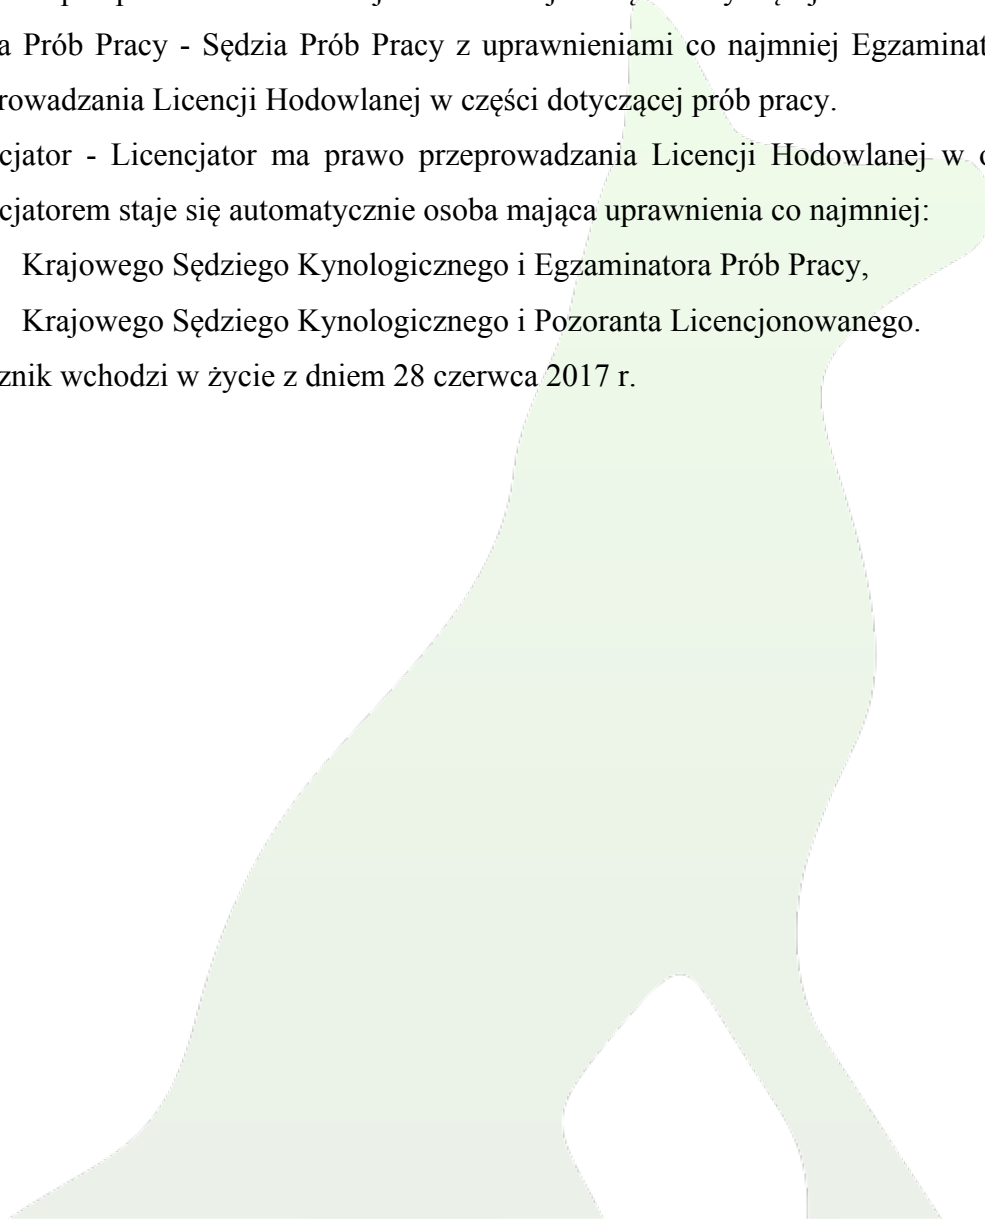 a Prób Pracy - Sędzia Prób Pracy z uprawnieniami co najmniej Egzaminat
rowadzania Licencji Hodowlanej w części dotyczącej prób pracy.
cjator - Licencjator ma prawo przeprowadzania Licencji Hodowlanej w
cjatorem staje się automatycznie osoba mająca uprawnienia co najmniej:
Krajowego Sędziego Kynologicznego i Egzaminatora Prób Pracy,
Krajowego Sędziego Kynologicznego i Pozoranta Licencjonowanego.
znik wchodzi w życie z dniem 28 czerwca 2017 r.